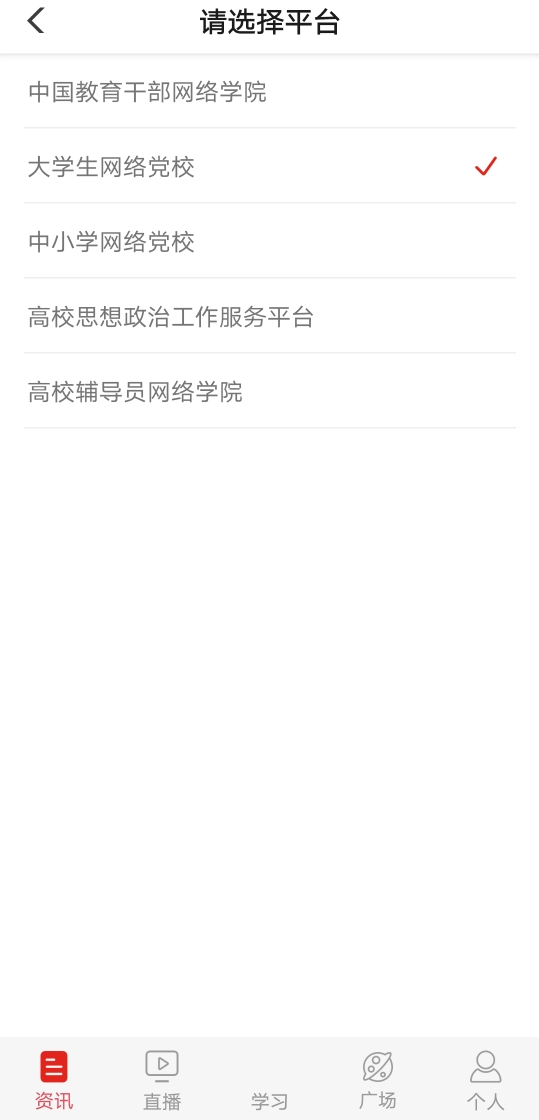 请选择平台
中国教育干部网络学院
大学生网络党校
中小学网络党校
高校思想政治工作服务平台
高校辅导员网络学院
资讯
直播
学习
广场
个人